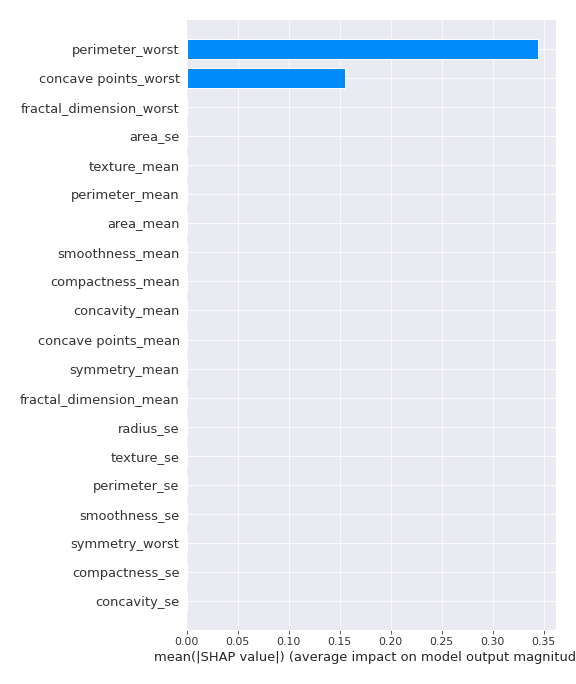 perimeter_worst
concave points_worst
fractal_dimension_worst
area_se
texture_mean
perimeter_mean
area_mean
smoothness_mean
compactness_mean
concavity_mean
concave points_mean
symmetry_mean
fractal_dimension_mean
radius_se
texture_se
perimeter_se
smoothness_se
symmetry_worst
compactness_se
concavity_se
0.00 0.05 0.10 0.15 0.20 0.25 0.30 0.35
mean(|SHAP value|) (average impact on model output magnitud